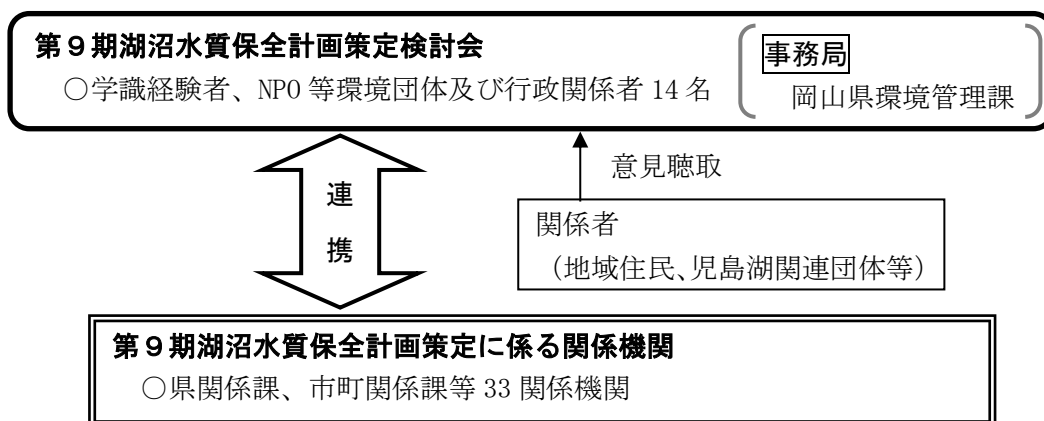 第９期湖沼水質保全計画策定検討会
○学識経験者、NPO 等環境団体及び行政関係者 14 名
事務局
岡山県環境管理課
連
携
意見聴取
関係者
（地域住民、児島湖関連団体等）
第９期湖沼水質保全計画策定に係る関係機関
○県関係課、市町関係課等 33 関係機関